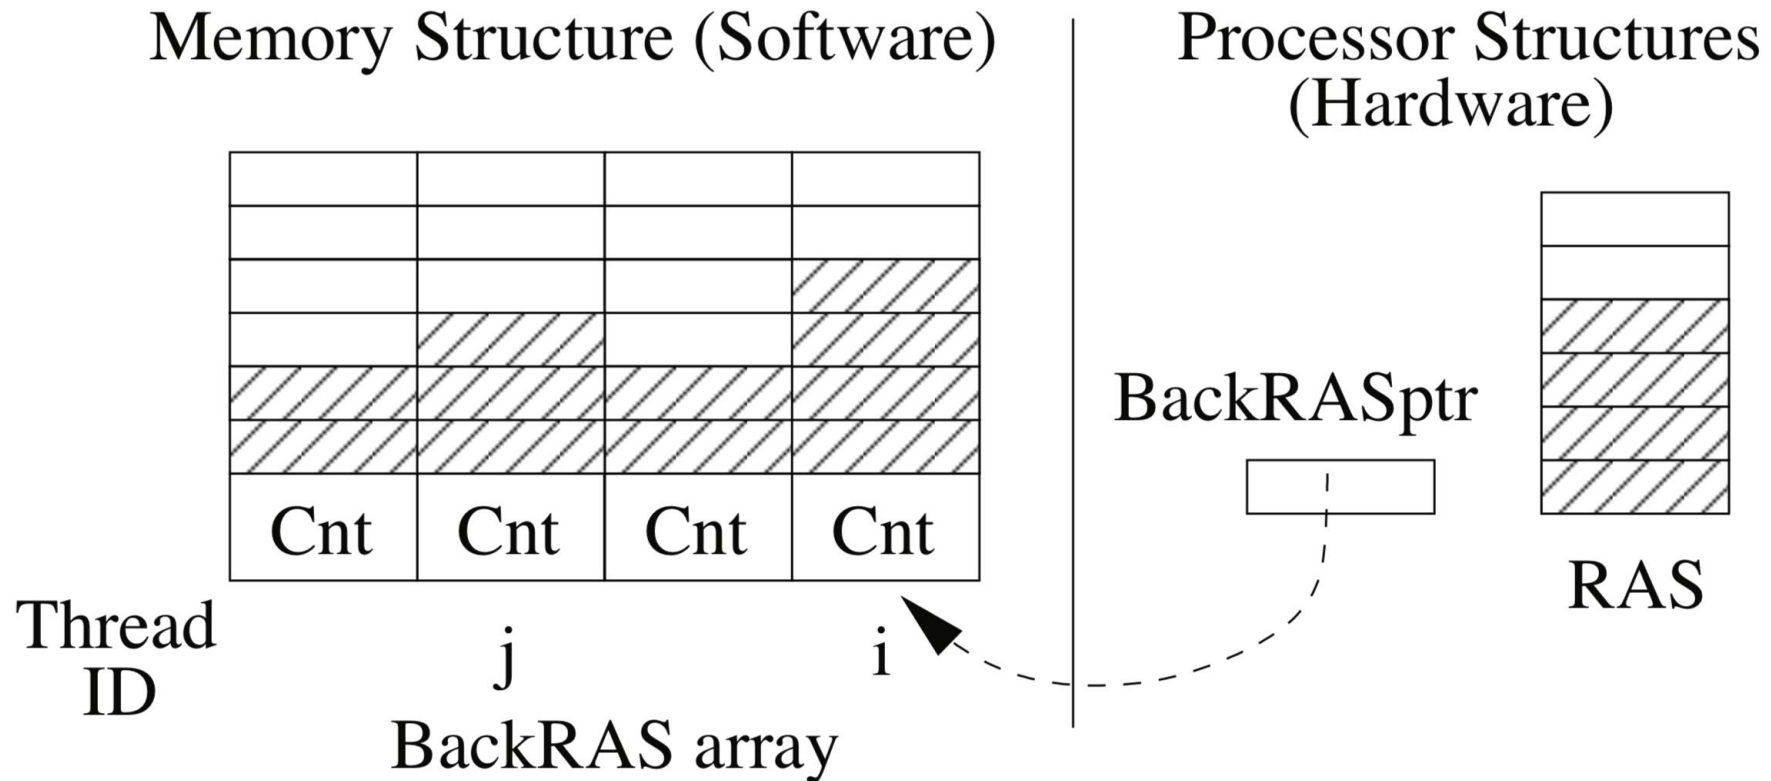 Memory Structure (Software)
Processor Structures
(Hardware)
BackRASptr
Cnt Cnt Cnt Cnt
RAS
Thread
ID
j
i
BackRAS array